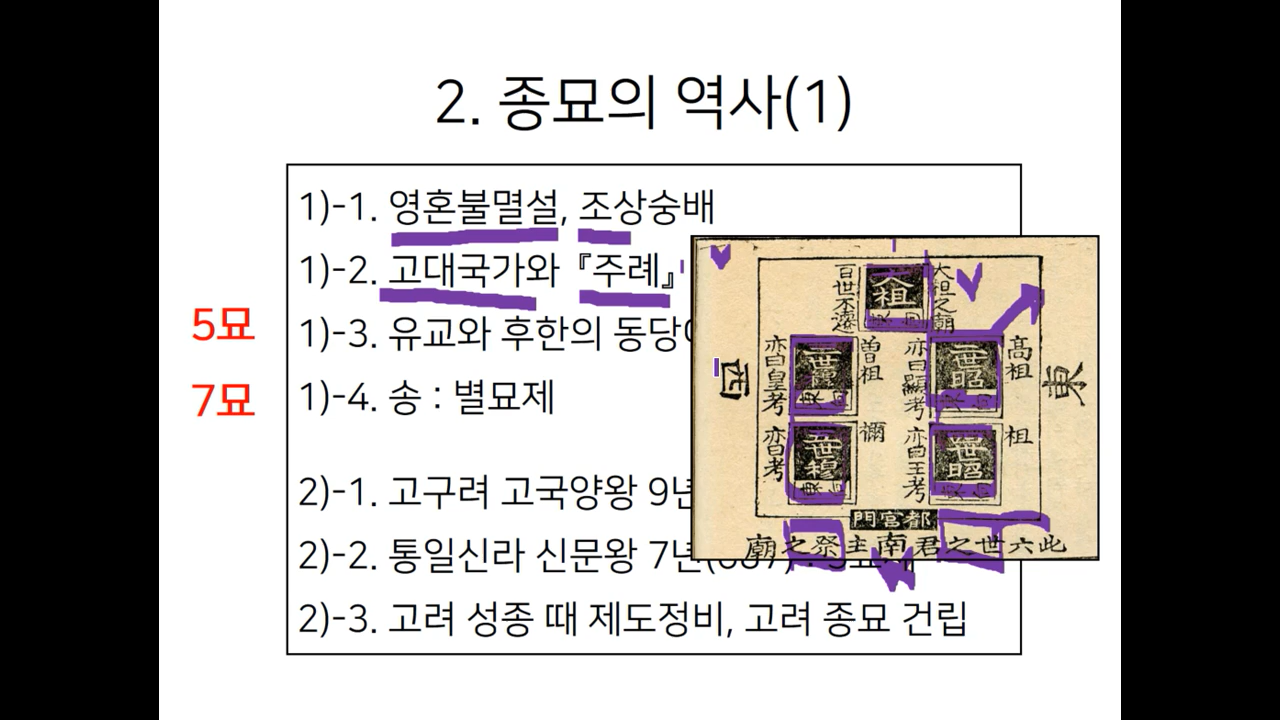 2. 종묘의 역사(1)
1)-1. 영혼불멸설, 조상숭배
1)-2. 고대국가와 『주례』
5묘
1)-3. 유교와 후한의 동당
7묘
1)-4. 송 : 별묘제
2)-1. 고구려 고국양왕 9년
2)-2. 통일신라 신문왕 7년
2)-3. 고려 성종 때 제도정비, 고려 종묘 건립
太祖
大祖之廟
百世不遷
高祖
亦曰顯考
曾祖
亦曰皇考
祖
亦曰王考
禰
亦曰考
東
西
都宮門
南
此六世之君主祭之廟